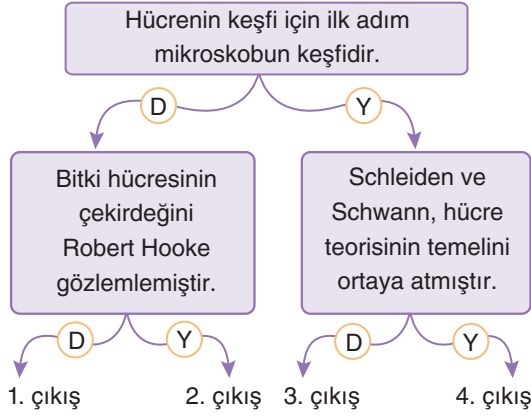 Hücrenin keşfi için ilk adım
mikroskobun keşfidir.
D
Y
Bitki hücresinin
çekirdeğini
Robert Hooke
gözlemlemiştir.
Schleiden ve
Schwann, hücre
teorisinin temelini
ortaya atmıştır.
D
Y
D
Y
1. çıkış
2. çıkış
3. çıkış
4. çıkış